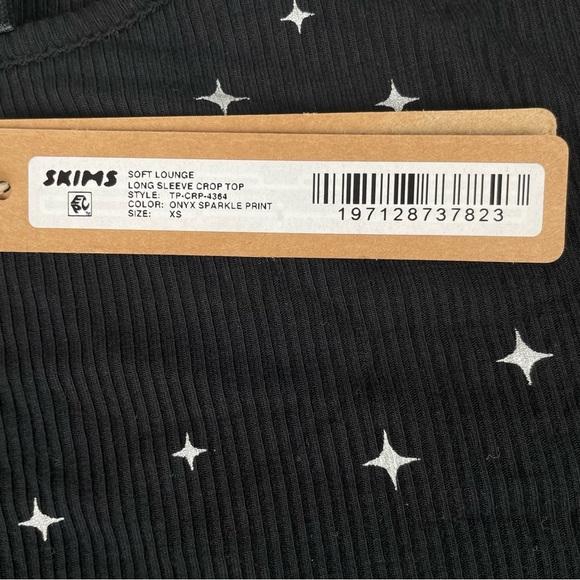 SKIMS
SOFT LOUNGE
LONG SLEEVE CROP TOP
STYLE: TP-CRP-4364
COLOR: ONYX SPARKLE PRINT
SIZE: XS
197128737823